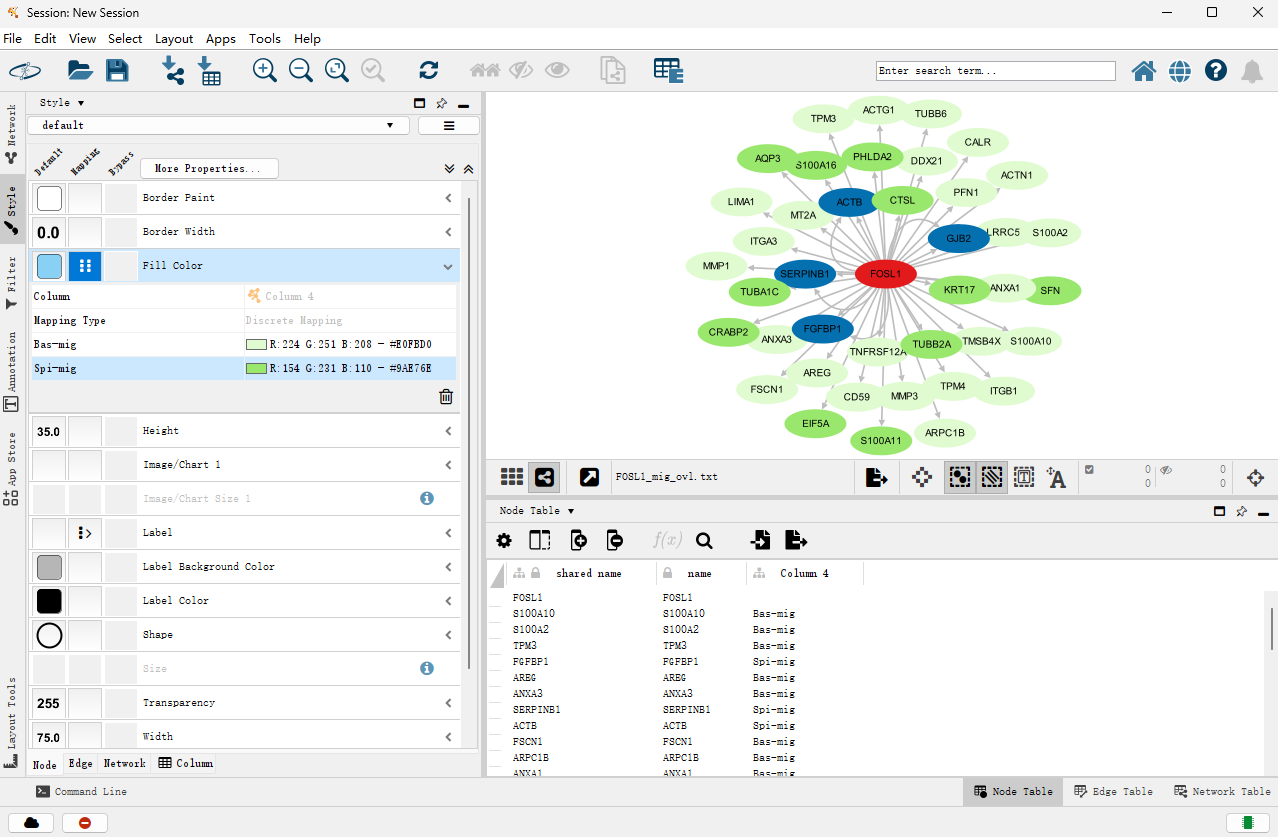 Session: New Session
File Edit View Select Layout Apps Tools Help
Enter search term...
Network
Style
Filter
Annotation
App Store
Layout Tools
Style
default
Default Mapping Bypass
More Properties...
Border Paint
0.0 Border Width
Fill Color
Column Column 4
Mapping Type Discrete Mapping
Bas-mig R:224 G:251 B:208 - #E0FBD0
Spi-mig R:154 G:231 B:110 - #9AE76E
35.0 Height
Image/Chart 1
Image/Chart Size 1
Label
Label Background Color
Label Color
Shape
Size
255 Transparency
75.0 Width
Node Edge Network Column
ACTG1
TPM3
TUBB6
CALR
AQP3
S100A16
PHLDA2
DDX21
ACTN1
LIMA1
MT2A
ACTB
CTSL
PFN1
ITGA3
GJB2
LRRC5
S100A2
MMP1
SERPINB1
FOSL1
TUBA1C
KRT17
ANXA1
SFN
CRABP2
ANXA3
FGFBP1
TNFRSF12A
TUBB2A
TMSB4X
S100A10
AREG
FSCN1
CD59
MMP3
TPM4
ITGB1
EIF5A
S100A11
ARPC1B
FOSL1_mig_ovl.txt
A
0 0
0 0
Node Table
f(x)
shared name name Column 4
FOSL1 FOSL1
S100A10 S100A10 Bas-mig
S100A2 S100A2 Bas-mig
TPM3 TPM3 Bas-mig
FGFBP1 FGFBP1 Spi-mig
AREG AREG Bas-mig
ANXA3 ANXA3 Bas-mig
SERPINB1 SERPINB1 Spi-mig
ACTB ACTB Spi-mig
FSCN1 FSCN1 Bas-mig
ARPC1B ARPC1B Bas-mig
ANXA1 ANXA1 Bas-mig
Command Line
Node Table Edge Table Network Table